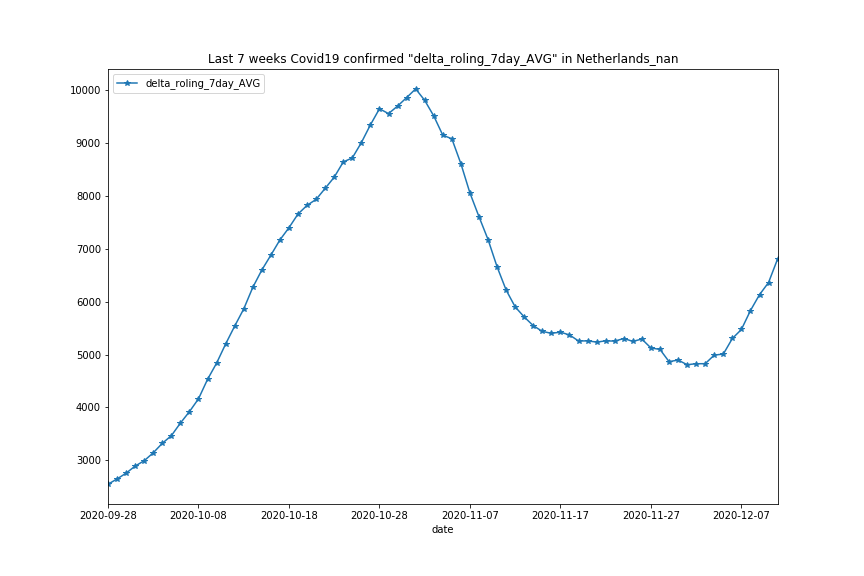 Last 7 weeks Covid19 confirmed "delta_roling_7day_AVG" in Netherlands_nan
delta_roling_7day_AVG
10000
9000
8000
7000
6000
5000
4000
3000
2020-09-28 2020-10-08 2020-10-18 2020-10-28 2020-11-07 2020-11-17 2020-11-27 2020-12-07
date